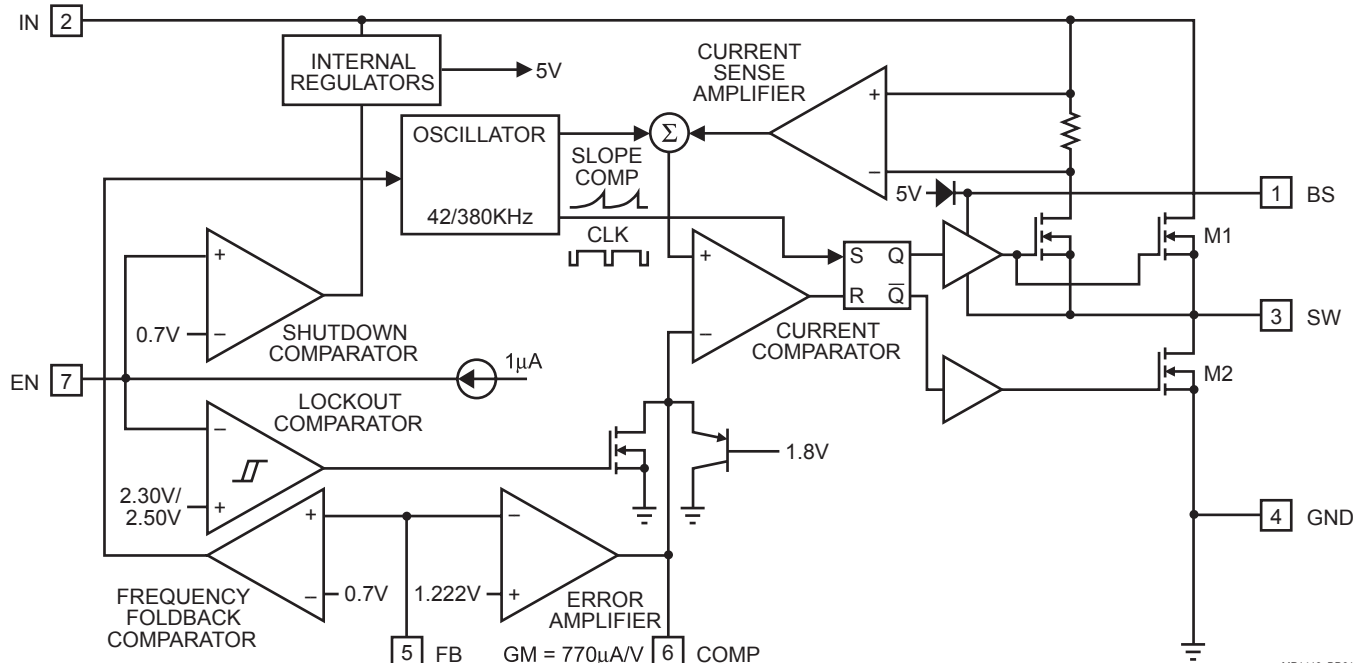 IN 2
INTERNAL
REGULATORS
5V
CURRENT
SENSE
AMPLIFIER
+
−
OSCILLATOR
42/380KHz
Σ
SLOPE
COMP
CLK
5V
1 BS
+
−
0.7V
SHUTDOWN
COMPARATOR
+
−
CURRENT
COMPARATOR
S Q
R Q̅
M1
3 SW
M2
EN 7
1μA
LOCKOUT
COMPARATOR
−
+
2.30V/
2.50V
1.8V
4 GND
+
−
0.7V
FREQUENCY
FOLDBACK
COMPARATOR
−
+
1.222V
ERROR
AMPLIFIER
5 FB
GM = 770μA/V
6 COMP